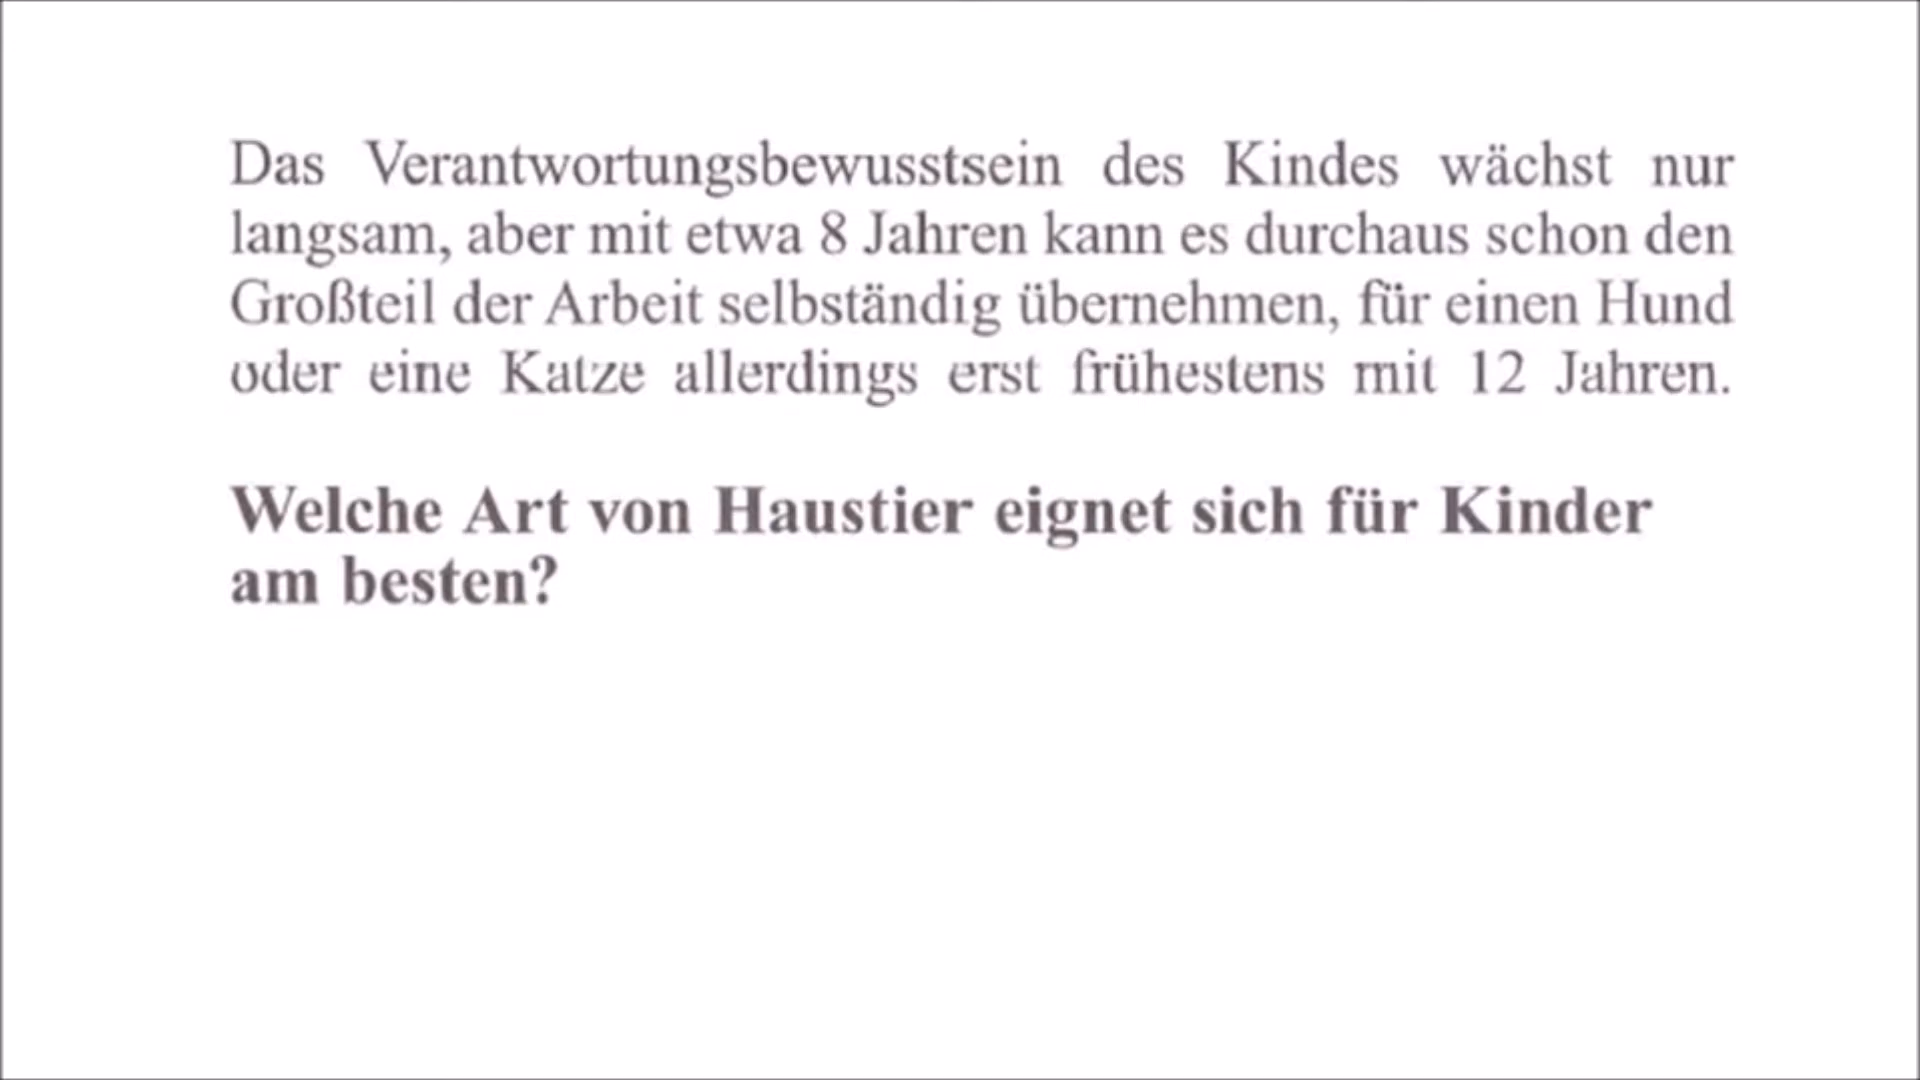 Das Verantwortungsbewusstsein des Kindes wächst nur
langsam, aber mit etwa 8 Jahren kann es durchaus schon den
Großteil der Arbeit selbständig übernehmen, für einen Hund
oder eine Katze allerdings erst frühestens mit 12 Jahren.
Welche Art von Haustier eignet sich für Kinder
am besten?